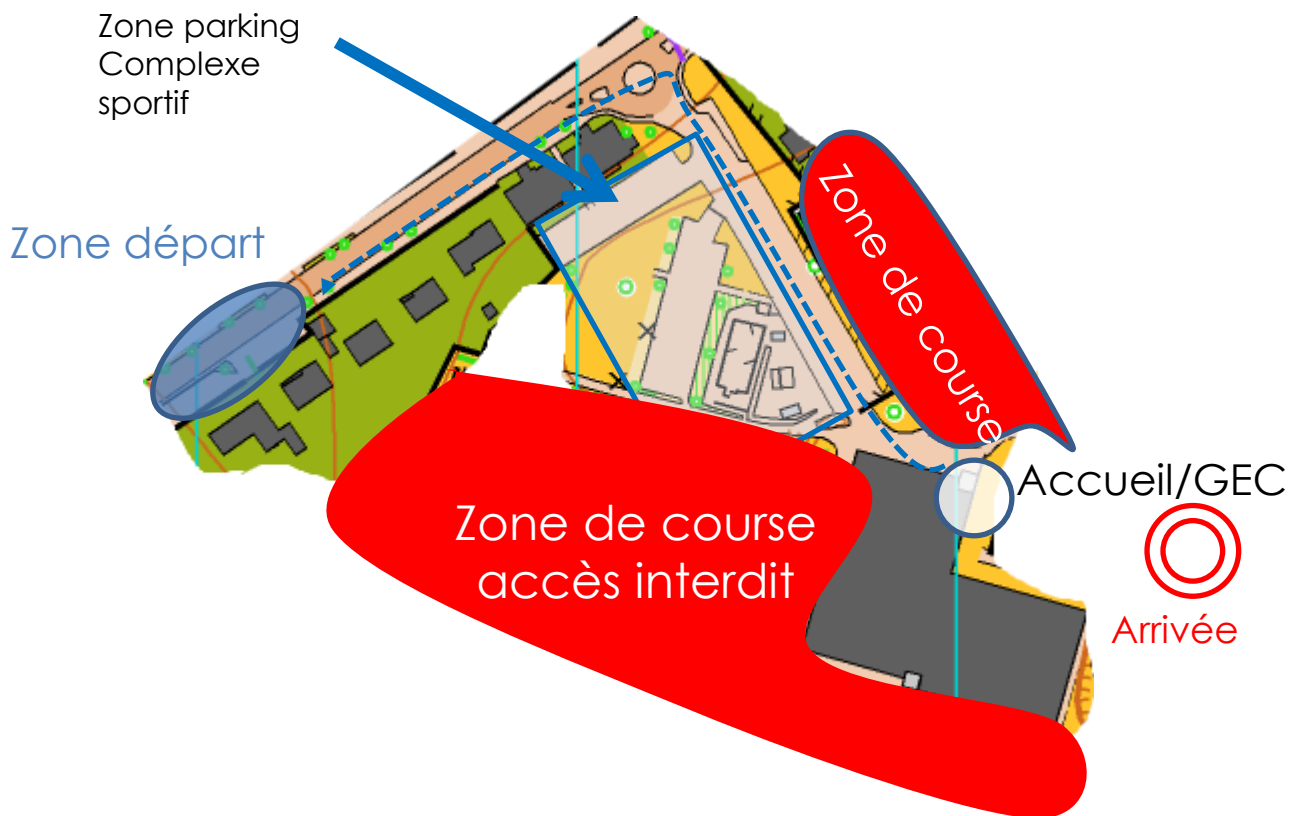 Zone parking
Complexe
sportif
Zone départ
Zone de course
Accueil/GEC
Zone de course
accès interdit
Arrivée